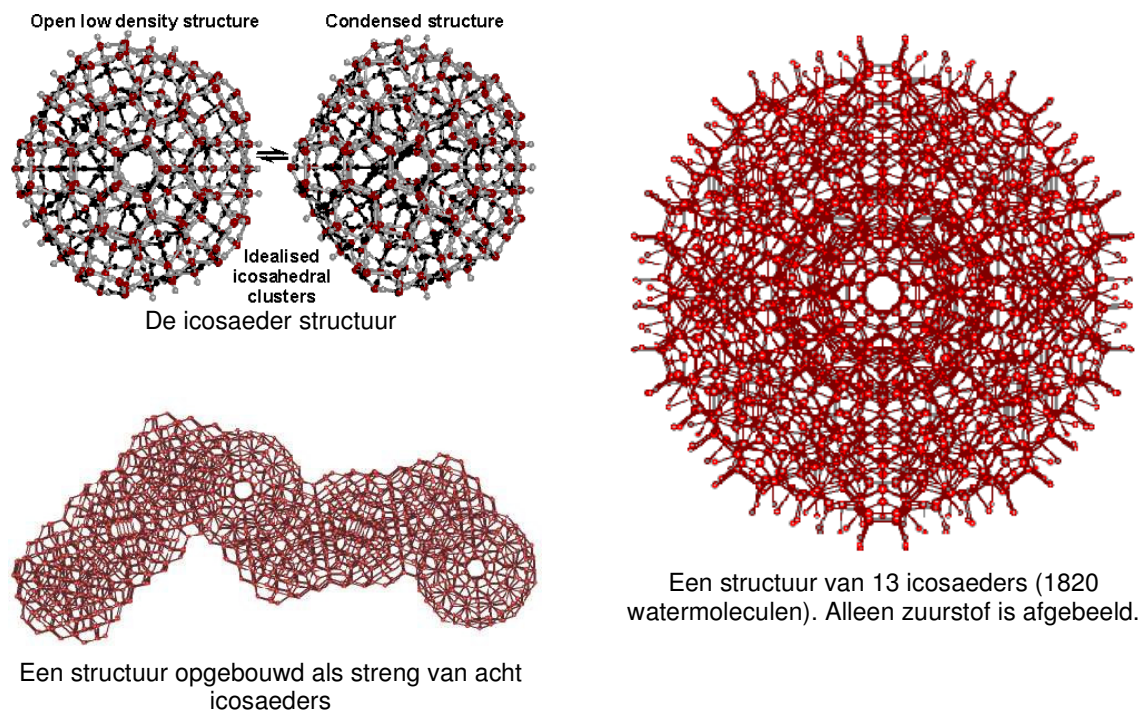 Open low density structure
Condensed structure
Idealised
icosahedral
clusters
De icosaeder structuur
Een structuur opgebouwd als streng van acht
icosaeders
Een structuur van 13 icosaeders (1820
watermoleculen). Alleen zuurstof is afgebeeld.